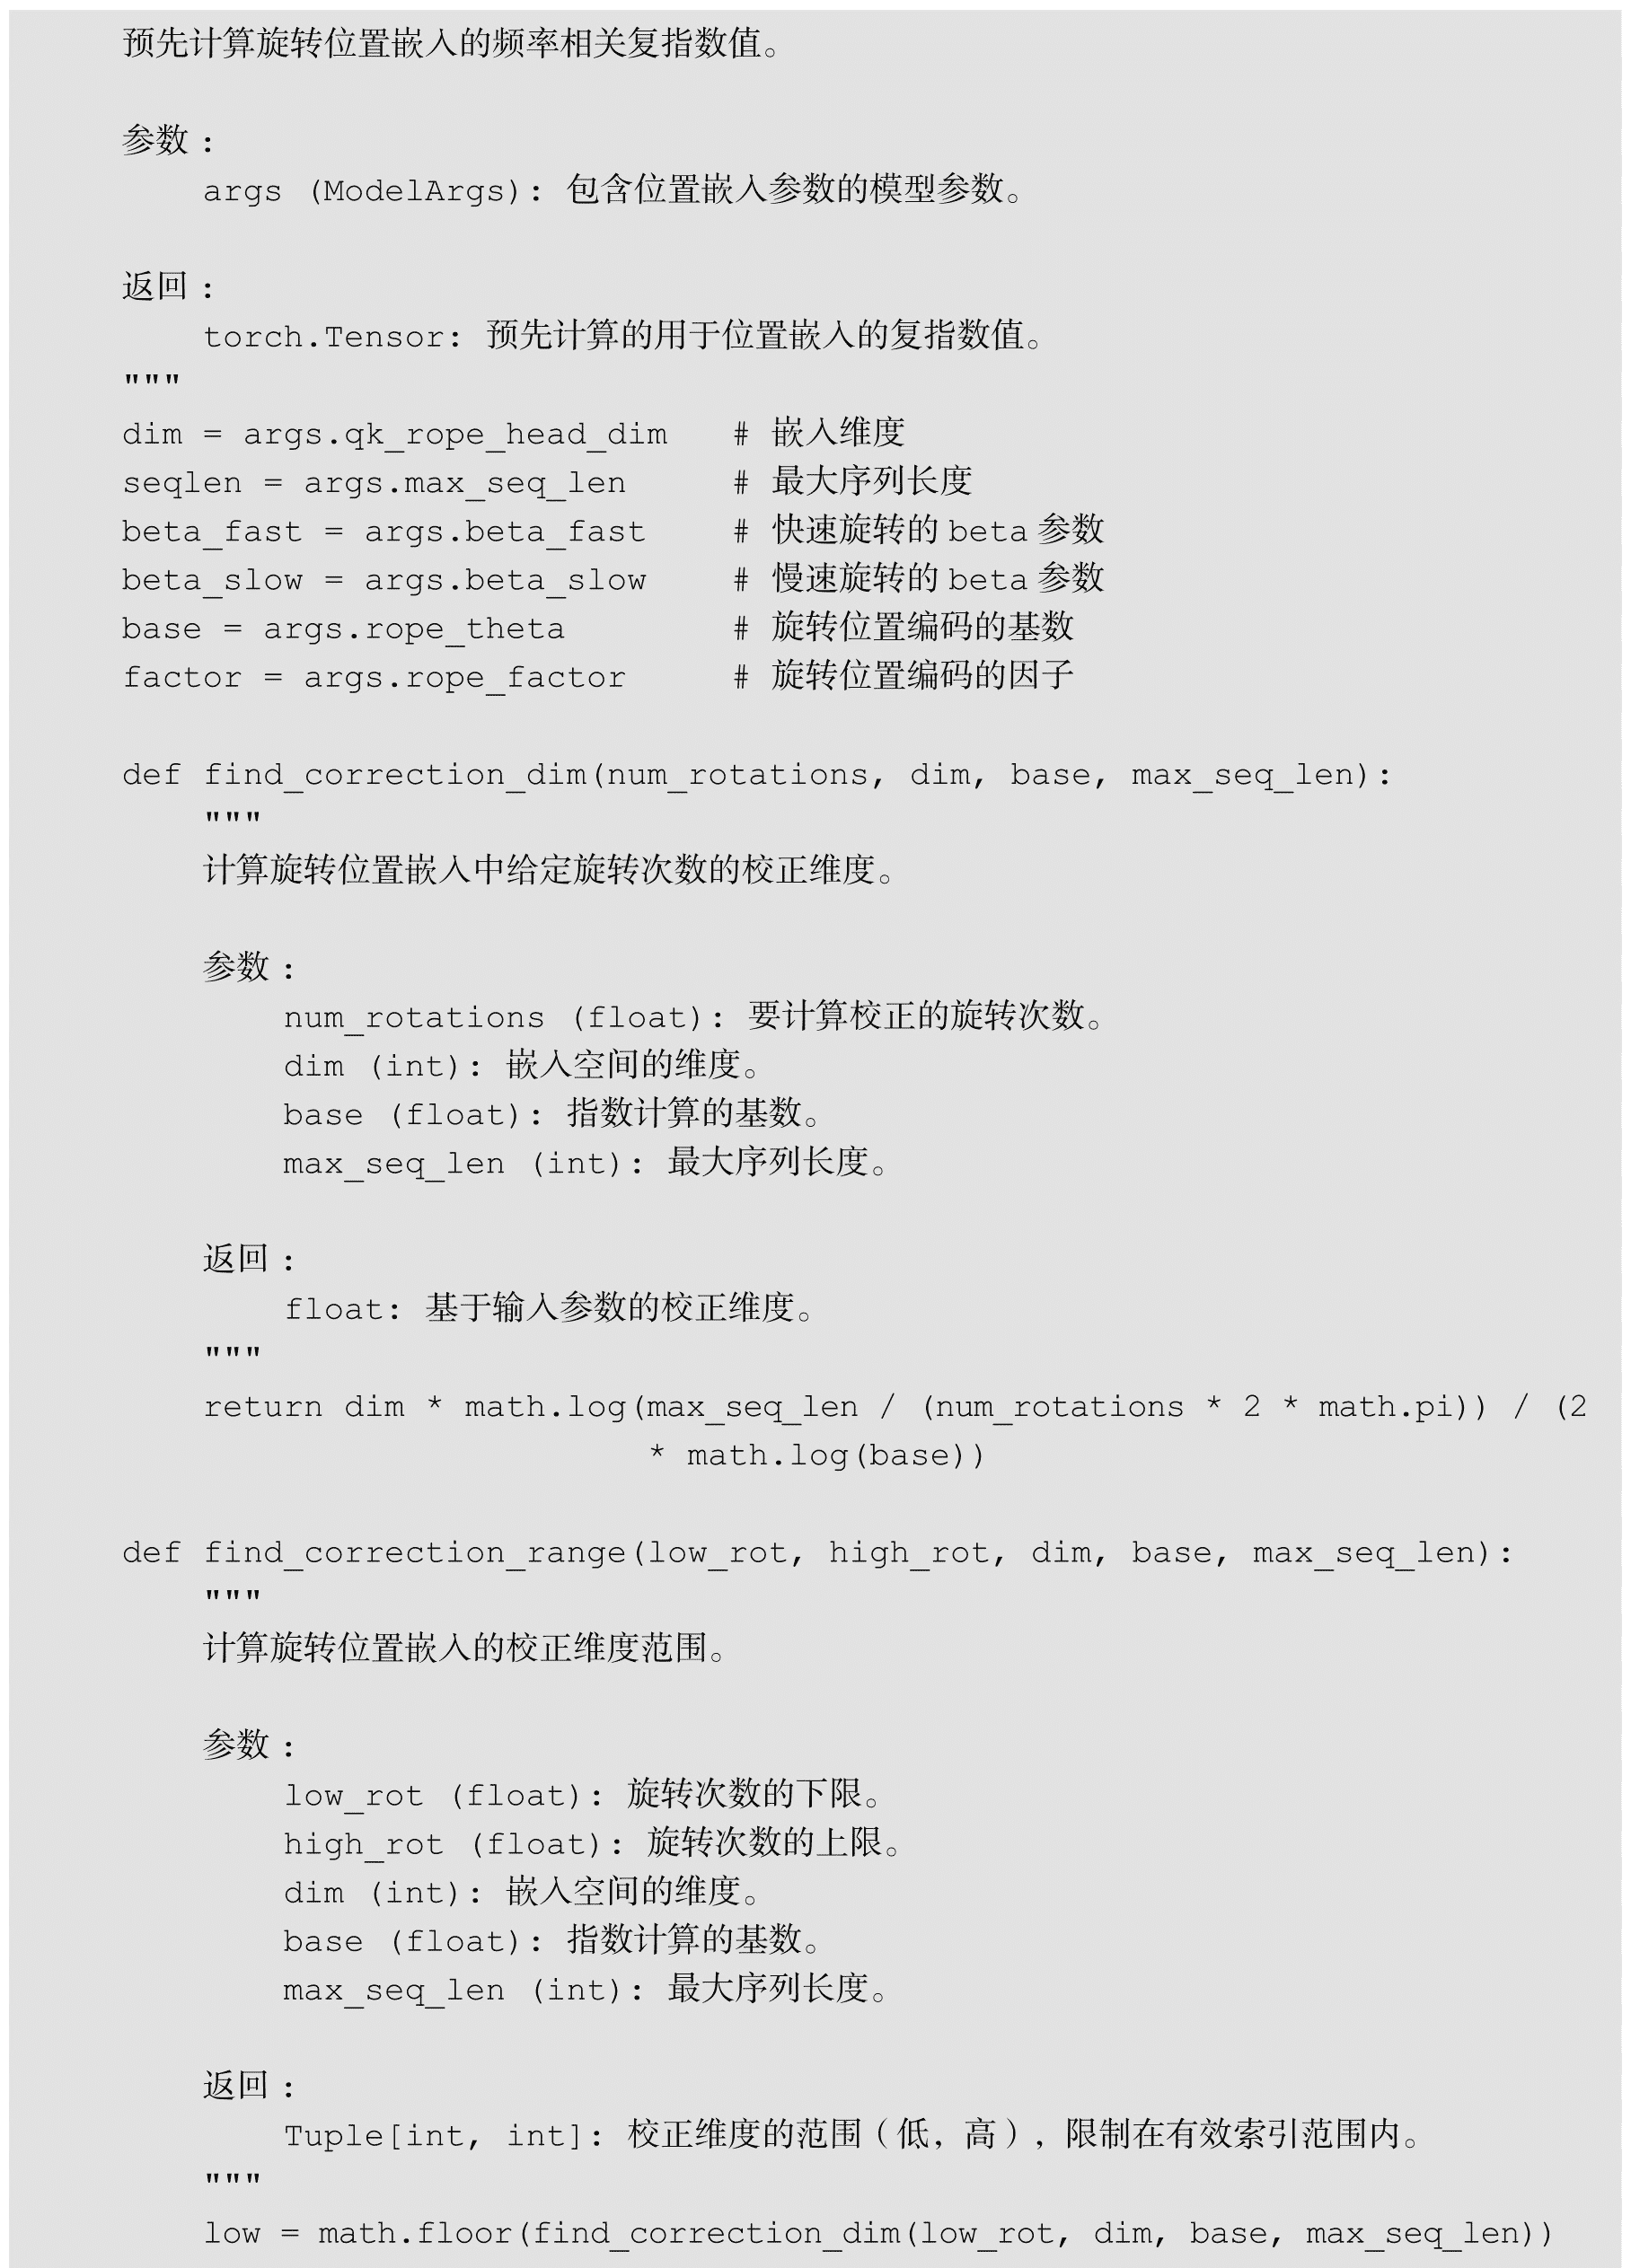 预先计算旋转位置嵌入的频率相关复指数值。
参数：
args (ModelArgs): 包含位置嵌入参数的模型参数。
返回：
torch.Tensor: 预先计算的用于位置嵌入的复指数值。
"""
dim = args.qk_rope_head_dim   # 嵌入维度
seqlen = args.max_seq_len     # 最大序列长度
beta_fast = args.beta_fast    # 快速旋转的 beta 参数
beta_slow = args.beta_slow    # 慢速旋转的 beta 参数
base = args.rope_theta        # 旋转位置编码的基数
factor = args.rope_factor     # 旋转位置编码的因子
def find_correction_dim(num_rotations, dim, base, max_seq_len):
"""
计算旋转位置嵌入中给定旋转次数的校正维度。
参数：
num_rotations (float): 要计算校正的旋转次数。
dim (int): 嵌入空间的维度。
base (float): 指数计算的基数。
max_seq_len (int): 最大序列长度。
返回：
float: 基于输入参数的校正维度。
"""
return dim * math.log(max_seq_len / (num_rotations * 2 * math.pi)) / (2
* math.log(base))
def find_correction_range(low_rot, high_rot, dim, base, max_seq_len):
"""
计算旋转位置嵌入的校正维度范围。
参数：
low_rot (float): 旋转次数的下限。
high_rot (float): 旋转次数的上限。
dim (int): 嵌入空间的维度。
base (float): 指数计算的基数。
max_seq_len (int): 最大序列长度。
返回：
Tuple[int, int]: 校正维度的范围（低，高），限制在有效索引范围内。
"""
low = math.floor(find_correction_dim(low_rot, dim, base, max_seq_len))